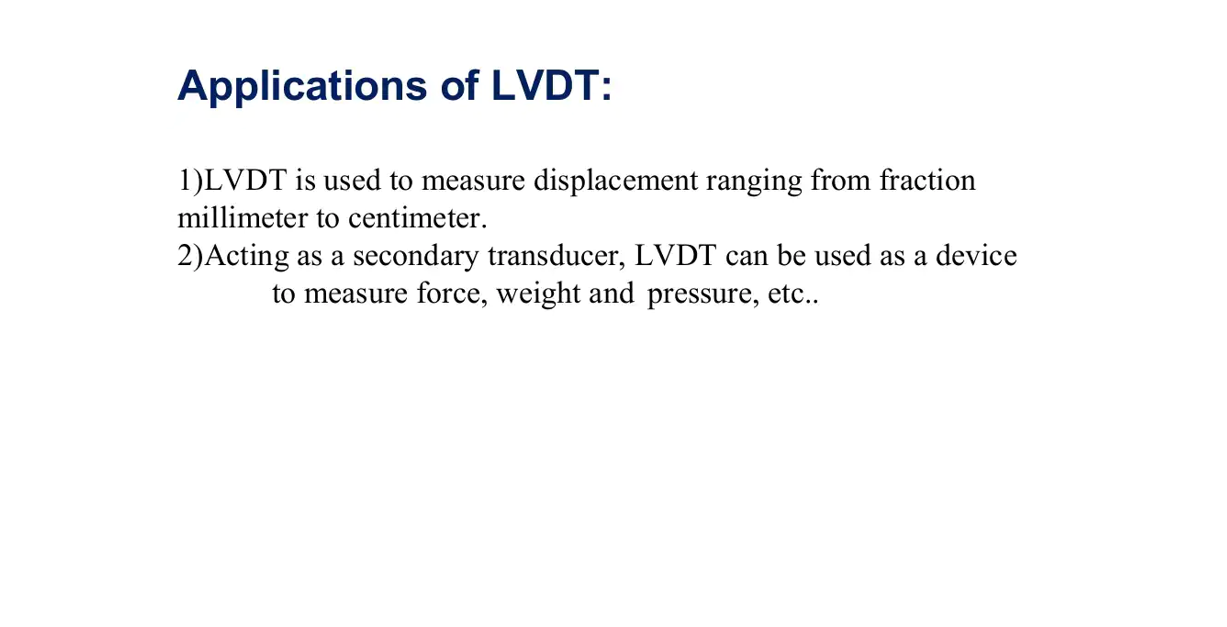 Applications of LVDT:
1)LVDT is used to measure displacement ranging from fraction
millimeter to centimeter.
2)Acting as a secondary transducer, LVDT can be used as a device
to measure force, weight and pressure, etc..